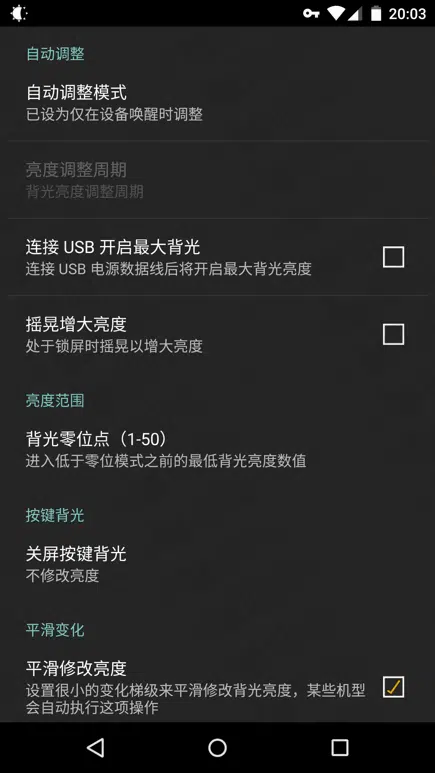 20:03
自动调整
自动调整模式
已设为仅在设备唤醒时调整
亮度调整周期
背光亮度调整周期
连接 USB 开启最大背光
连接 USB 电源数据线后将开启最大背光亮度
摇晃增大亮度
处于锁屏时摇晃以增大亮度
亮度范围
背光零位点（1-50）
进入低于零位模式之前的最低背光亮度数值
按键背光
关屏按键背光
不修改亮度
平滑变化
平滑修改亮度
设置很小的变化梯级来平滑修改背光亮度，某些机型
会自动执行这项操作